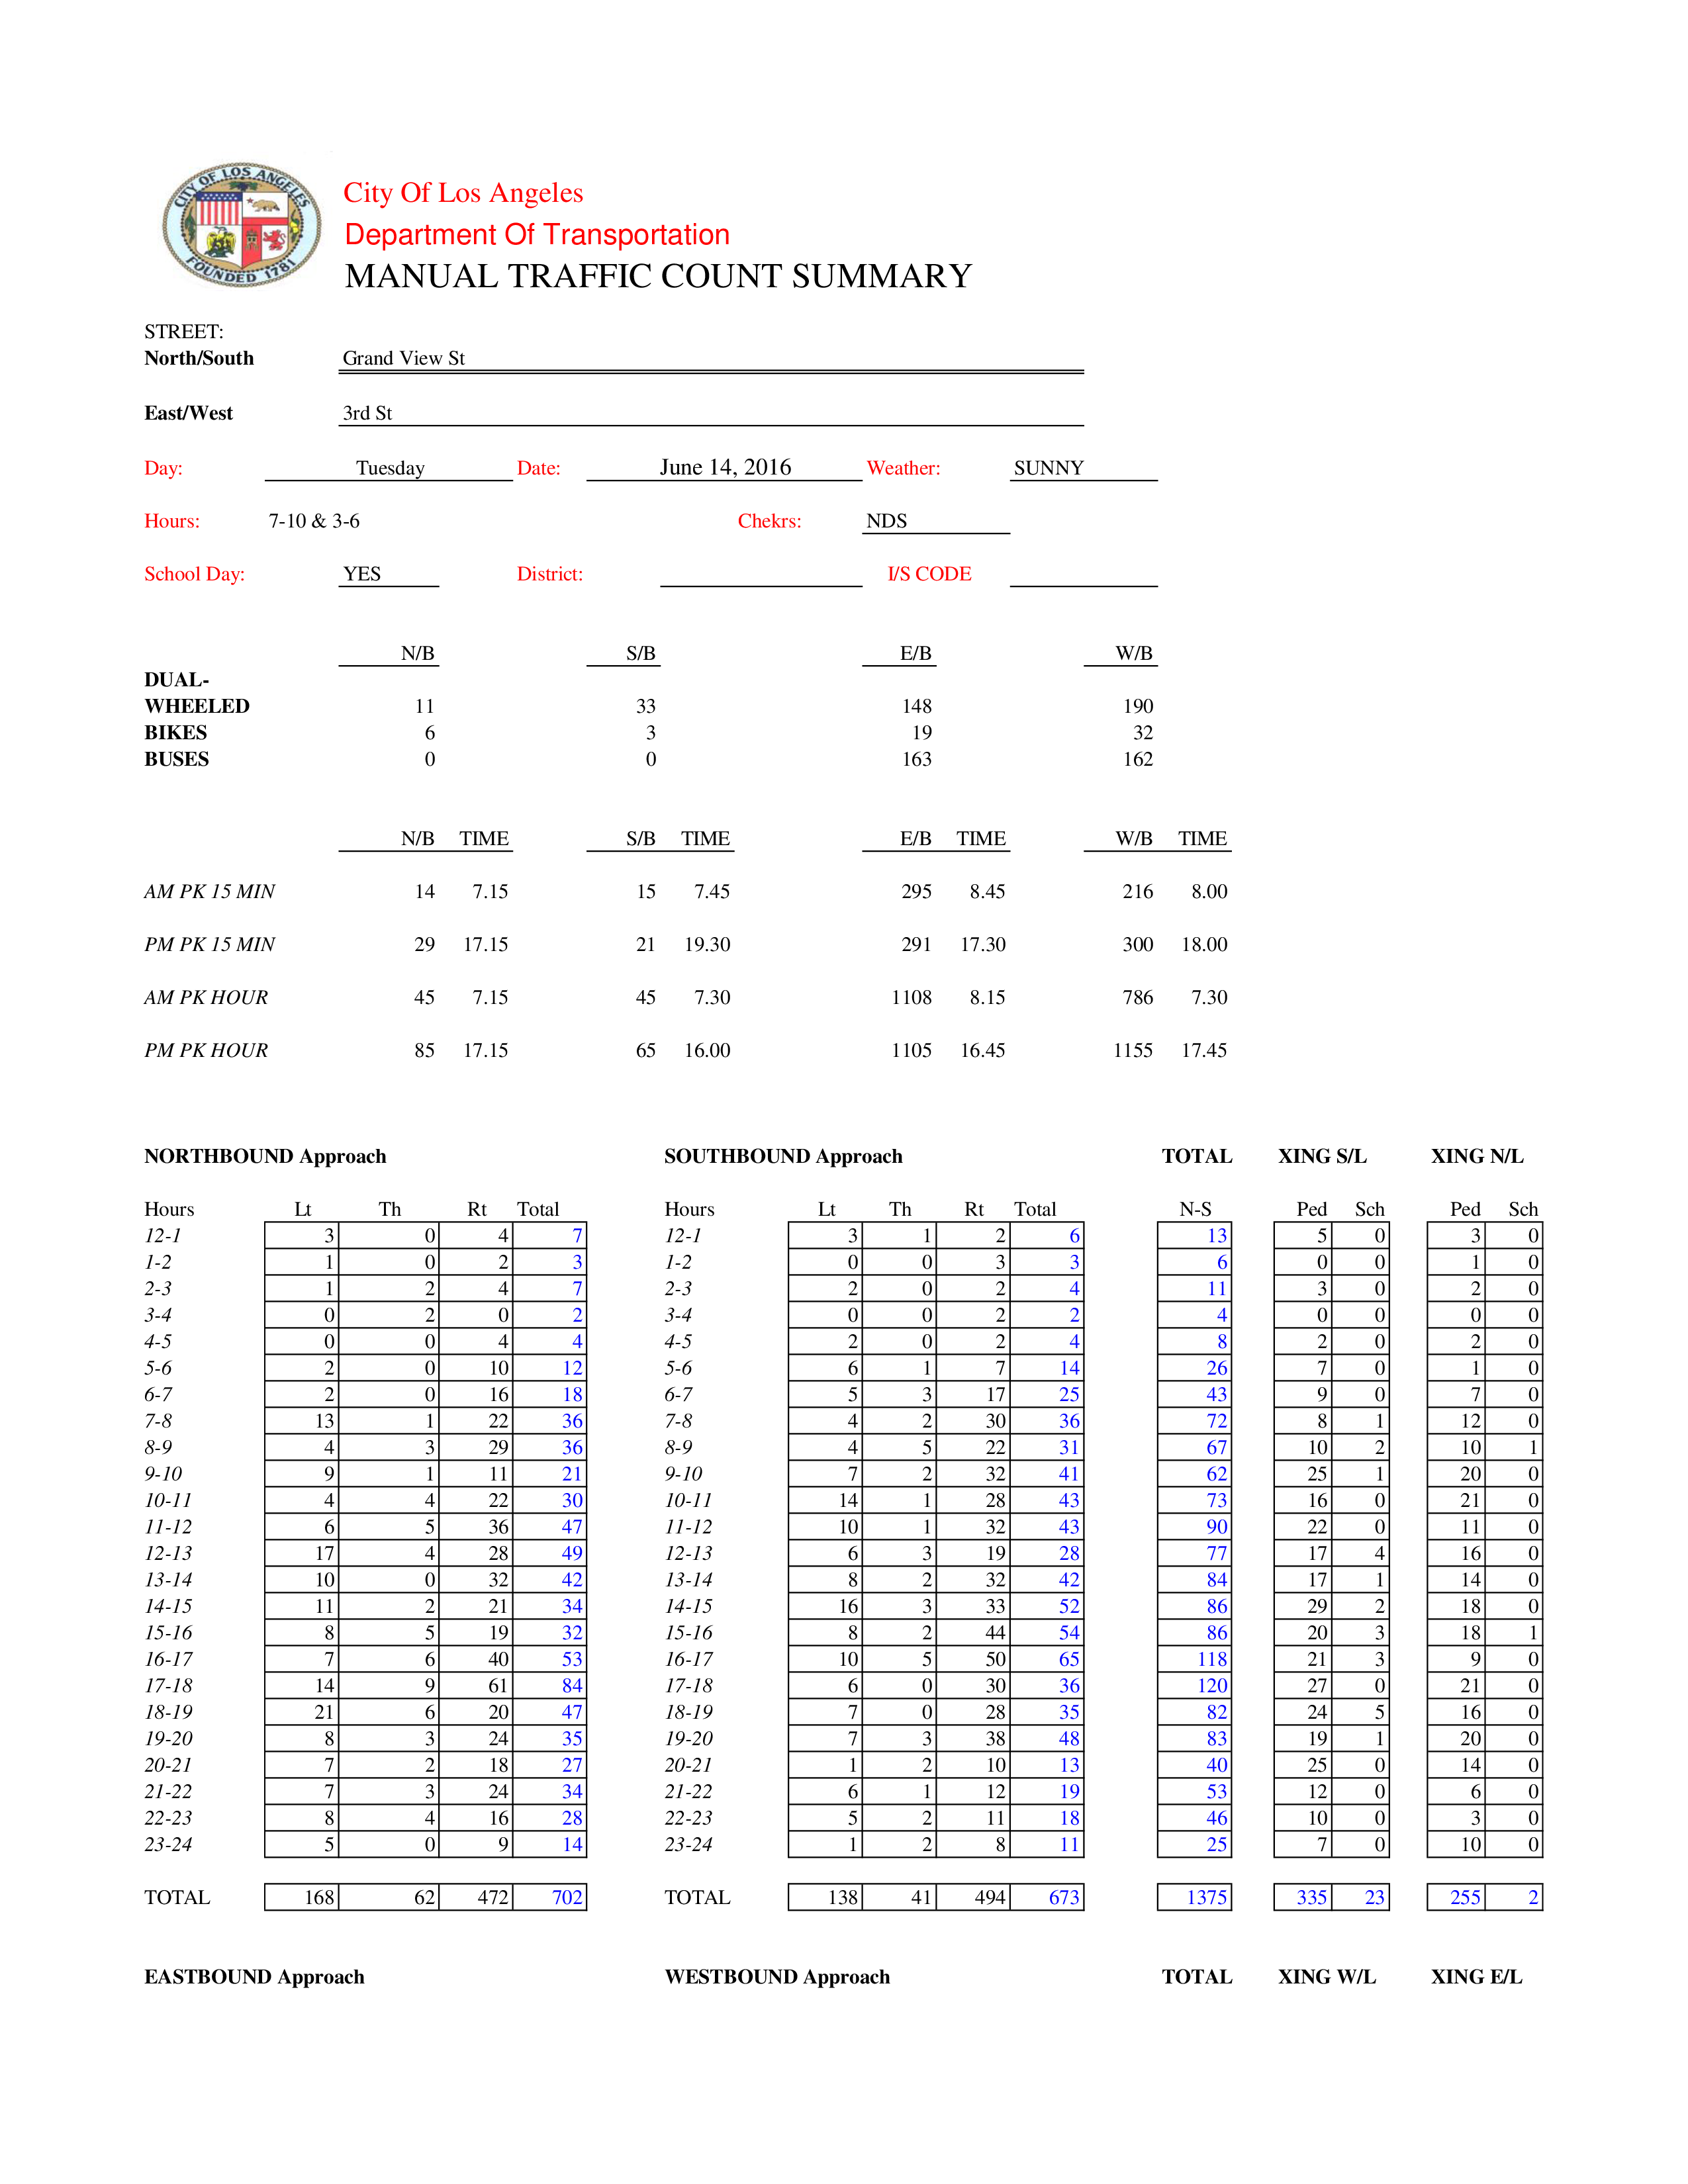 CITY OF LOS ANGELES
FOUNDED 1781
City Of Los Angeles
Department Of Transportation
MANUAL TRAFFIC COUNT SUMMARY
STREET:
North/South Grand View St
East/West 3rd St
Day: Tuesday Date: June 14, 2016 Weather: SUNNY
Hours: 7-10 & 3-6 Chekrs: NDS
School Day: YES District: I/S CODE
N/B S/B E/B W/B
DUAL-
WHEELED 11 33 148 190
BIKES 6 3 19 32
BUSES 0 0 163 162
N/B TIME S/B TIME E/B TIME W/B TIME
AM PK 15 MIN 14 7.15 15 7.45 295 8.45 216 8.00
PM PK 15 MIN 29 17.15 21 19.30 291 17.30 300 18.00
AM PK HOUR 45 7.15 45 7.30 1108 8.15 786 7.30
PM PK HOUR 85 17.15 65 16.00 1105 16.45 1155 17.45
NORTHBOUND Approach SOUTHBOUND Approach TOTAL XING S/L XING N/L
Hours Lt Th Rt Total Hours Lt Th Rt Total N-S Ped Sch Ped Sch
12-1 3 0 4 7 12-1 3 1 2 6 13 5 0 3 0
1-2 1 0 2 3 1-2 0 0 3 3 6 0 0 1 0
2-3 1 2 4 7 2-3 2 0 2 4 11 3 0 2 0
3-4 0 2 0 2 3-4 0 0 2 2 4 0 0 0 0
4-5 0 0 4 4 4-5 2 0 2 4 8 2 0 2 0
5-6 2 0 10 12 5-6 6 1 7 14 26 7 0 1 0
6-7 2 0 16 18 6-7 5 3 17 25 43 9 0 7 0
7-8 13 1 22 36 7-8 4 2 30 36 72 8 1 12 0
8-9 4 3 29 36 8-9 4 5 22 31 67 10 2 10 1
9-10 9 1 11 21 9-10 7 2 32 41 62 25 1 20 0
10-11 4 4 22 30 10-11 14 1 28 43 73 16 0 21 0
11-12 6 5 36 47 11-12 10 1 32 43 90 22 0 11 0
12-13 17 4 28 49 12-13 6 3 19 28 77 17 4 16 0
13-14 10 0 32 42 13-14 8 2 32 42 84 17 1 14 0
14-15 11 2 21 34 14-15 16 3 33 52 86 29 2 18 0
15-16 8 5 19 32 15-16 8 2 44 54 86 20 3 18 1
16-17 7 6 40 53 16-17 10 5 50 65 118 21 3 9 0
17-18 14 9 61 84 17-18 6 0 30 36 120 27 0 21 0
18-19 21 6 20 47 18-19 7 0 28 35 82 24 5 16 0
19-20 8 3 24 35 19-20 7 3 38 48 83 19 1 20 0
20-21 7 2 18 27 20-21 1 2 10 13 40 25 0 14 0
21-22 7 3 24 34 21-22 6 1 12 19 53 12 0 6 0
22-23 8 4 16 28 22-23 5 2 11 18 46 10 0 3 0
23-24 5 0 9 14 23-24 1 2 8 11 25 7 0 10 0
TOTAL 168 62 472 702 TOTAL 138 41 494 673 1375 335 23 255 2
EASTBOUND Approach WESTBOUND Approach TOTAL XING W/L XING E/L